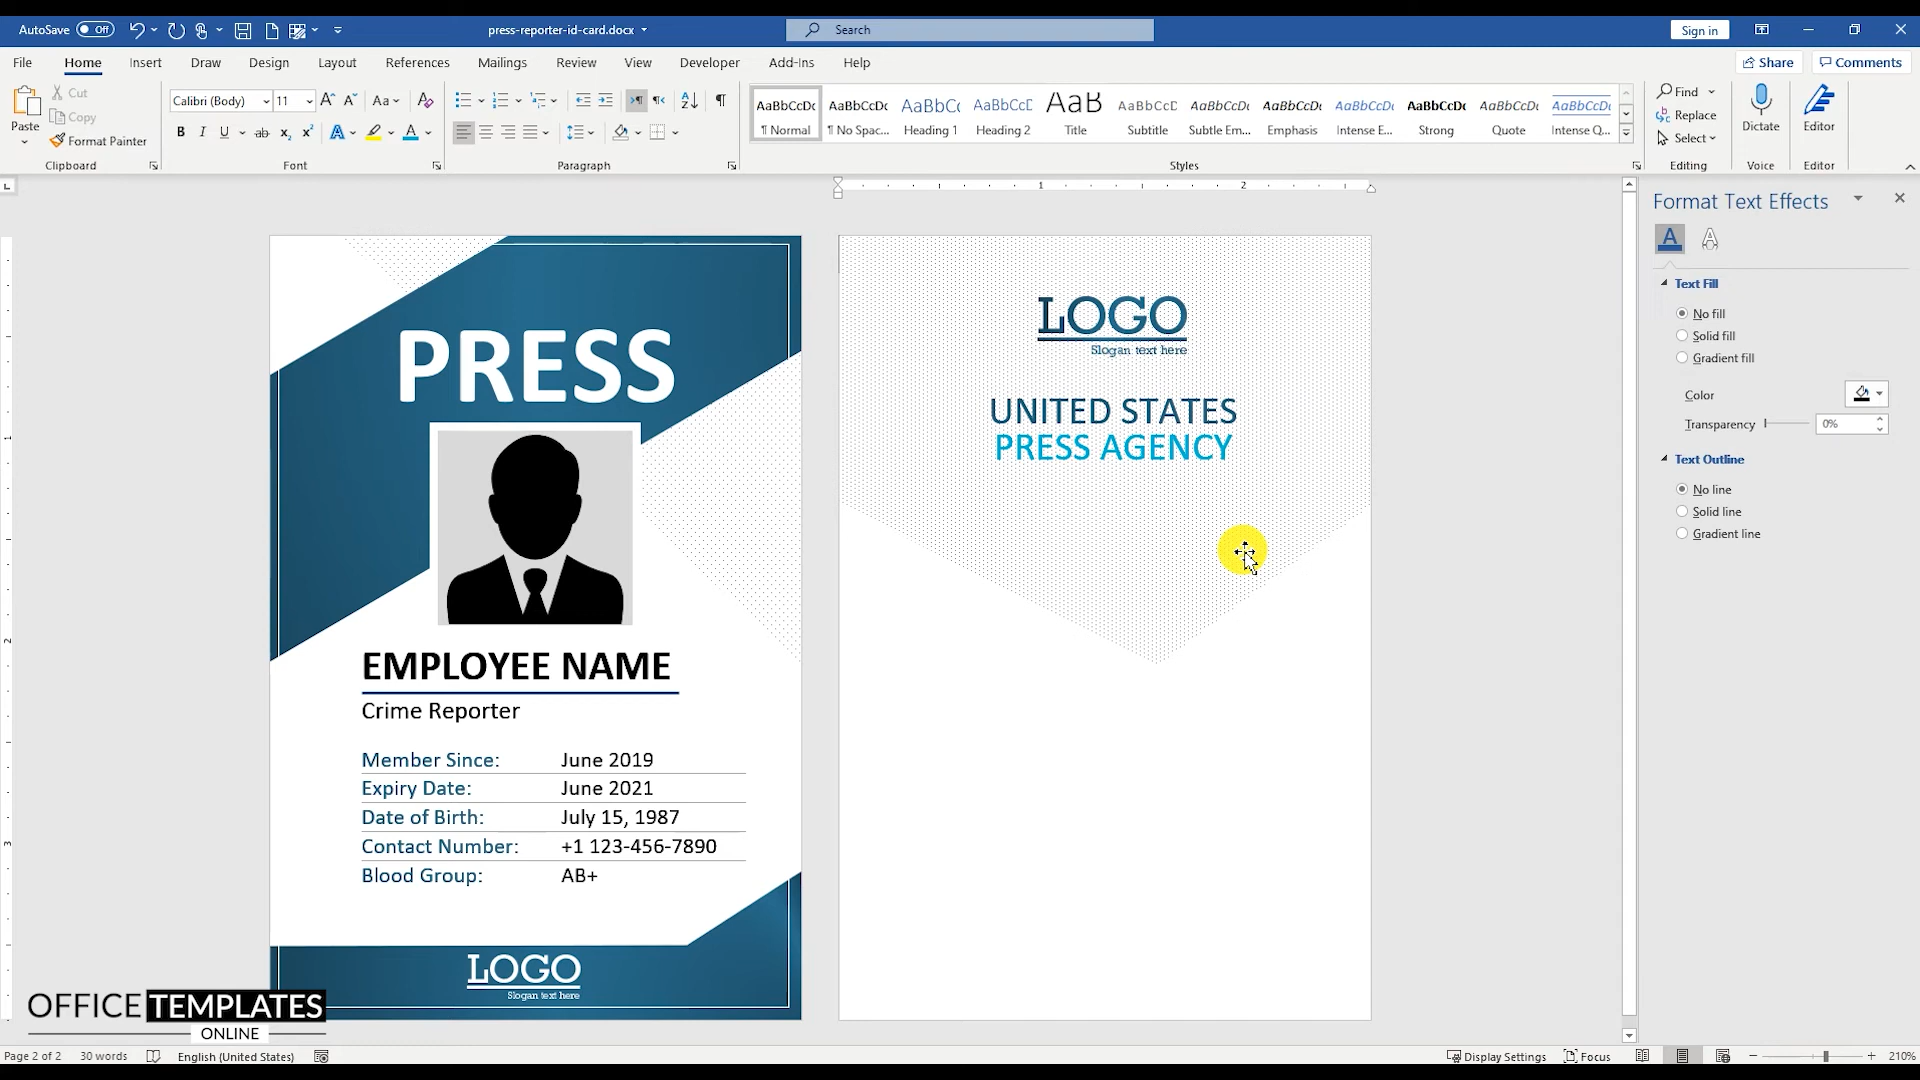 AutoSave Off press-reporter-id-card.docx Search Sign in
File Home Insert Draw Design Layout References Mailings Review View Developer Add-Ins Help Share Comments
Paste
Cut
Copy
Format Painter
Clipboard
Calibri (Body) 11
Font
Paragraph
AaBbCcDc ¶ Normal
AaBbCcDc ¶ No Spac...
AaBbC( Heading 1
AaBbCcE Heading 2
AaB Title
AaBbCcD Subtitle
AaBbCcDc Subtle Em...
AaBbCcDc Emphasis
AaBbCcDc Intense E...
AaBbCcDc Strong
AaBbCcDc Quote
AaBbCcDc Intense Q...
Styles
Find
Replace
Select
Editing
Dictate
Voice
Editor
Editor
1 2
1
2
3
PRESS
EMPLOYEE NAME
Crime Reporter
Member Since: June 2019
Expiry Date: June 2021
Date of Birth: July 15, 1987
Contact Number: +1 123-456-7890
Blood Group: AB+
LOGO
Slogan text here
LOGO
Slogan text here
UNITED STATES
PRESS AGENCY
Format Text Effects
Text Fill
No fill
Solid fill
Gradient fill
Color
Transparency 0%
Text Outline
No line
Solid line
Gradient line
OFFICE TEMPLATES
ONLINE
Page 2 of 2 30 words English (United States) Display Settings Focus 210%